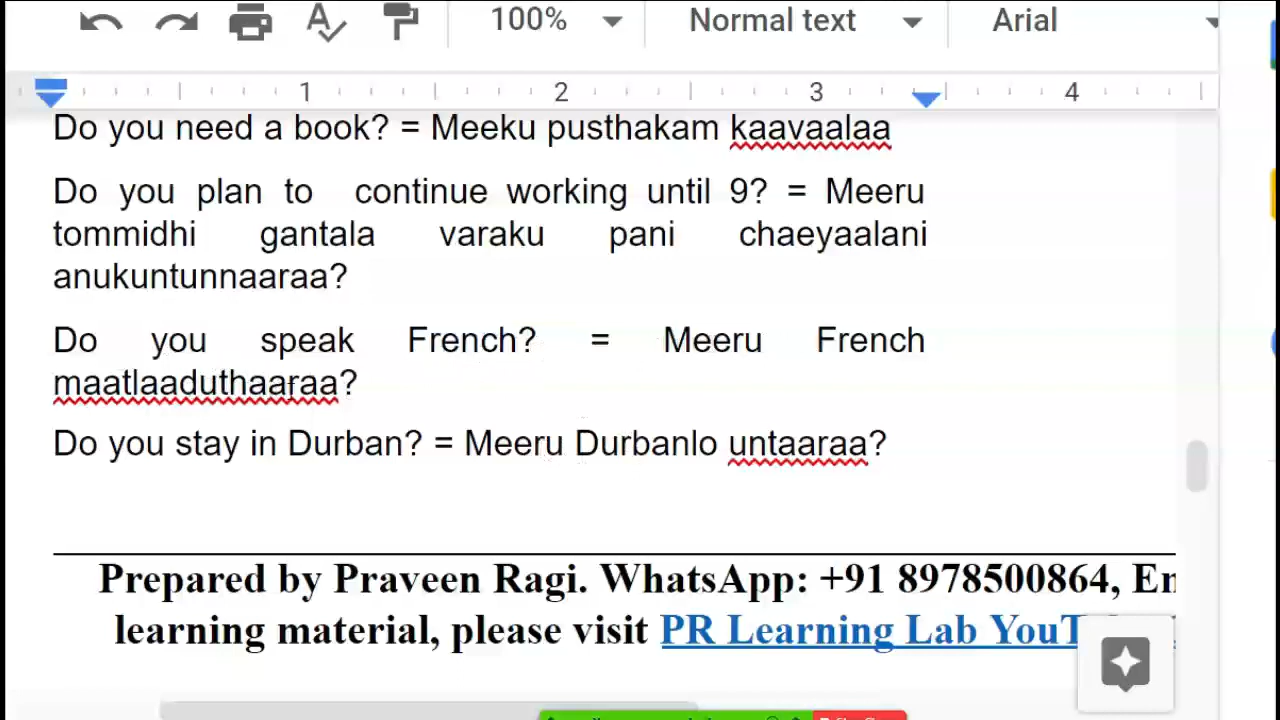 100% Normal text Arial
1 2 3 4
Do you need a book? = Meeku pusthakam kaavaalaa
Do you plan to continue working until 9? = Meeru
tommidhi gantala varaku pani chaeyaalani
anukuntunnaaraa?
Do you speak French? = Meeru French
maatlaaduthaaraa?
Do you stay in Durban? = Meeru Durbanlo untaaraa?
Prepared by Praveen Ragi. WhatsApp: +91 8978500864,
learning material, please visit PR Learning Lab